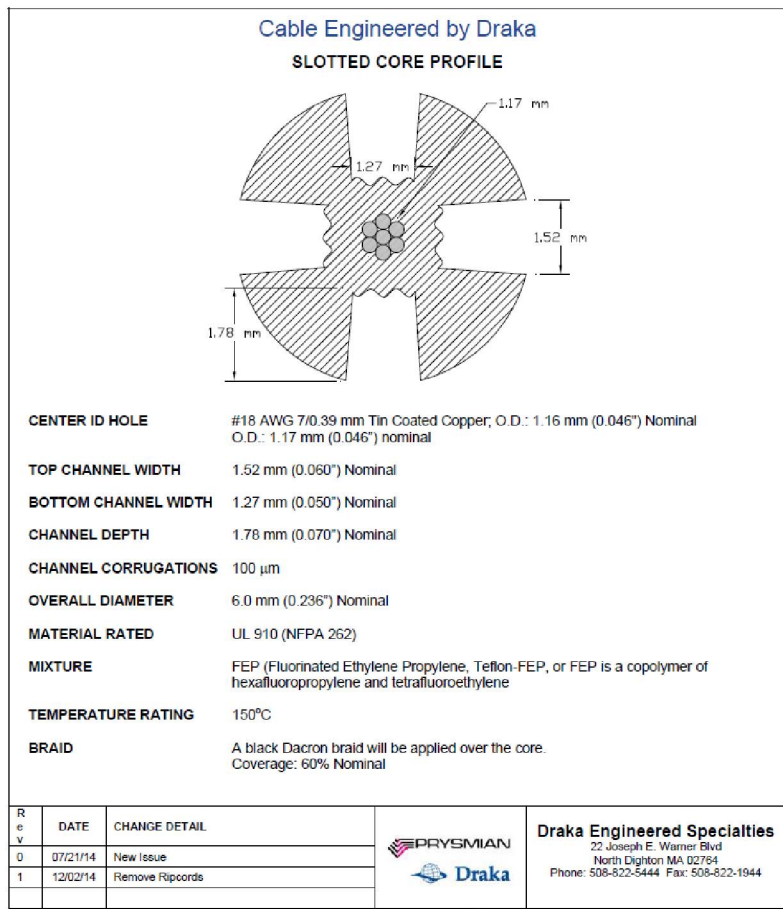 Cable Engineered by Draka
SLOTTED CORE PROFILE
1.17 mm
1.27 mm
1.52 mm
1.78 mm
CENTER ID HOLE #18 AWG 7/0.39 mm Tin Coated Copper; O.D.: 1.16 mm (0.046") Nominal
O.D.: 1.17 mm (0.046") nominal
TOP CHANNEL WIDTH 1.52 mm (0.060") Nominal
BOTTOM CHANNEL WIDTH 1.27 mm (0.050") Nominal
CHANNEL DEPTH 1.78 mm (0.070") Nominal
CHANNEL CORRUGATIONS 100 µm
OVERALL DIAMETER 6.0 mm (0.236") Nominal
MATERIAL RATED UL 910 (NFPA 262)
MIXTURE FEP (Fluorinated Ethylene Propylene, Teflon-FEP, or FEP is a copolymer of
hexafluoropropylene and tetrafluoroethylene
TEMPERATURE RATING 150ºC
BRAID A black Dacron braid will be applied over the core.
Coverage: 60% Nominal
Rev DATE CHANGE DETAIL
0 07/21/14 New Issue
1 12/02/14 Remove Ripcords
PRYSMIAN
Draka
Draka Engineered Specialties
22 Joseph E. Warner Blvd
North Dighton MA 02764
Phone: 508-822-5444 Fax: 508-822-1944